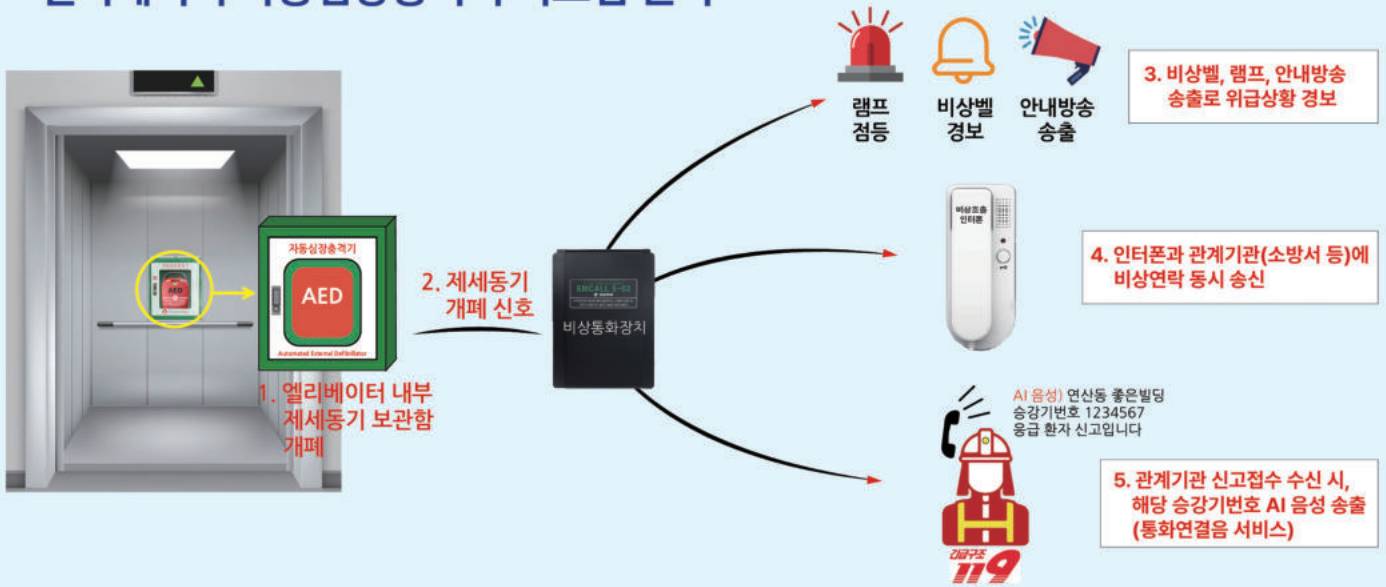 자동심장충격기
AED
Automated External Defibrillator
1. 엘리베이터 내부
제세동기 보관함
개폐
2. 제세동기
개폐 신호
EMCALL
비상통화장치
램프
점등
비상벨
경보
안내방송
송출
3. 비상벨, 램프, 안내방송
송출로 위급상황 경보
비상호출
인터폰
4. 인터폰과 관계기관(소방서 등)에
비상연락 동시 송신
AI 음성) 연산동 좋은빌딩
승강기번호 1234567
응급 환자 신고입니다
긴급구조
119
5. 관계기관 신고접수 수신 시,
해당 승강기번호 AI 음성 송출
(통화연결음 서비스)